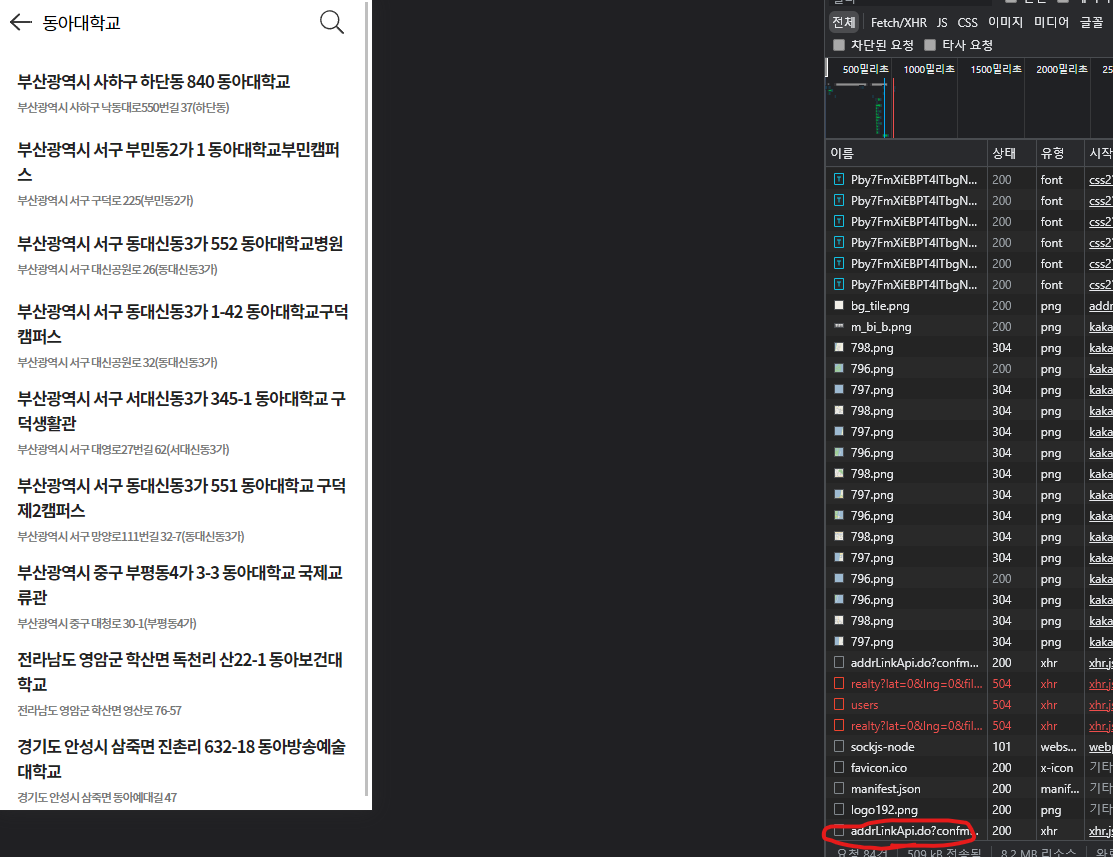 동아대학교
부산광역시 사하구 하단동 840 동아대학교
부산광역시 사하구 낙동대로550번길 37(하단동)
부산광역시 서구 부민동2가 1 동아대학교부민캠퍼
스
부산광역시 서구 구덕로 225(부민동2가)
부산광역시 서구 동대신동3가 552 동아대학교병원
부산광역시 서구 대신공원로 26(동대신동3가)
부산광역시 서구 동대신동3가 1-42 동아대학교구덕
캠퍼스
부산광역시 서구 대신공원로 32(동대신동3가)
부산광역시 서구 서대신동3가 345-1 동아대학교 구
덕생활관
부산광역시 서구 대영로27번길 62(서대신동3가)
부산광역시 서구 동대신동3가 551 동아대학교 구덕
제2캠퍼스
부산광역시 서구 망양로111번길 32-7(동대신동3가)
부산광역시 중구 부평동4가 3-3 동아대학교 국제교
류관
부산광역시 중구 대청로 30-1(부평동4가)
전라남도 영암군 학산면 독천리 산22-1 동아보건대
학교
전라남도 영암군 학산면 영산로 76-57
경기도 안성시 삼죽면 진촌리 632-18 동아방송예술
대학교
경기도 안성시 삼죽면 동아예대길 47
전체 Fetch/XHR JS CSS 이미지 미디어 글꼴
차단된 요청 타사 요청
500밀리초 1000밀리초 1500밀리초 2000밀리초 25
이름 상태 유형 시작
Pby7FmXiEBPT4ITbgN... 200 font css2
Pby7FmXiEBPT4ITbgN... 200 font css2
Pby7FmXiEBPT4ITbgN... 200 font css2
Pby7FmXiEBPT4ITbgN... 200 font css2
Pby7FmXiEBPT4ITbgN... 200 font css2
Pby7FmXiEBPT4ITbgN... 200 font css2
bg_tile.png 200 png addr
m_bi_b.png 200 png kaka
798.png 304 png kaka
796.png 200 png kaka
797.png 304 png kaka
798.png 304 png kaka
797.png 304 png kaka
796.png 304 png kaka
798.png 304 png kaka
797.png 304 png kaka
796.png 304 png kaka
798.png 304 png kaka
797.png 304 png kaka
796.png 200 png kaka
796.png 304 png kaka
798.png 304 png kaka
797.png 304 png kaka
addrLinkApi.do?confm... 200 xhr xhr.j
realty?lat=0&lng=0&fil... 504 xhr xhr.j
users 504 xhr xhr.j
realty?lat=0&lng=0&fil... 504 xhr xhr.j
sockjs-node 101 webs... web
favicon.ico 200 x-icon 기타
manifest.json 200 manif... 기타
logo192.png 200 png 기타
addrLinkApi.do?confm... 200 xhr xhr.j
요청 84건 509 kB 전송됨 8.2 MB 리소스